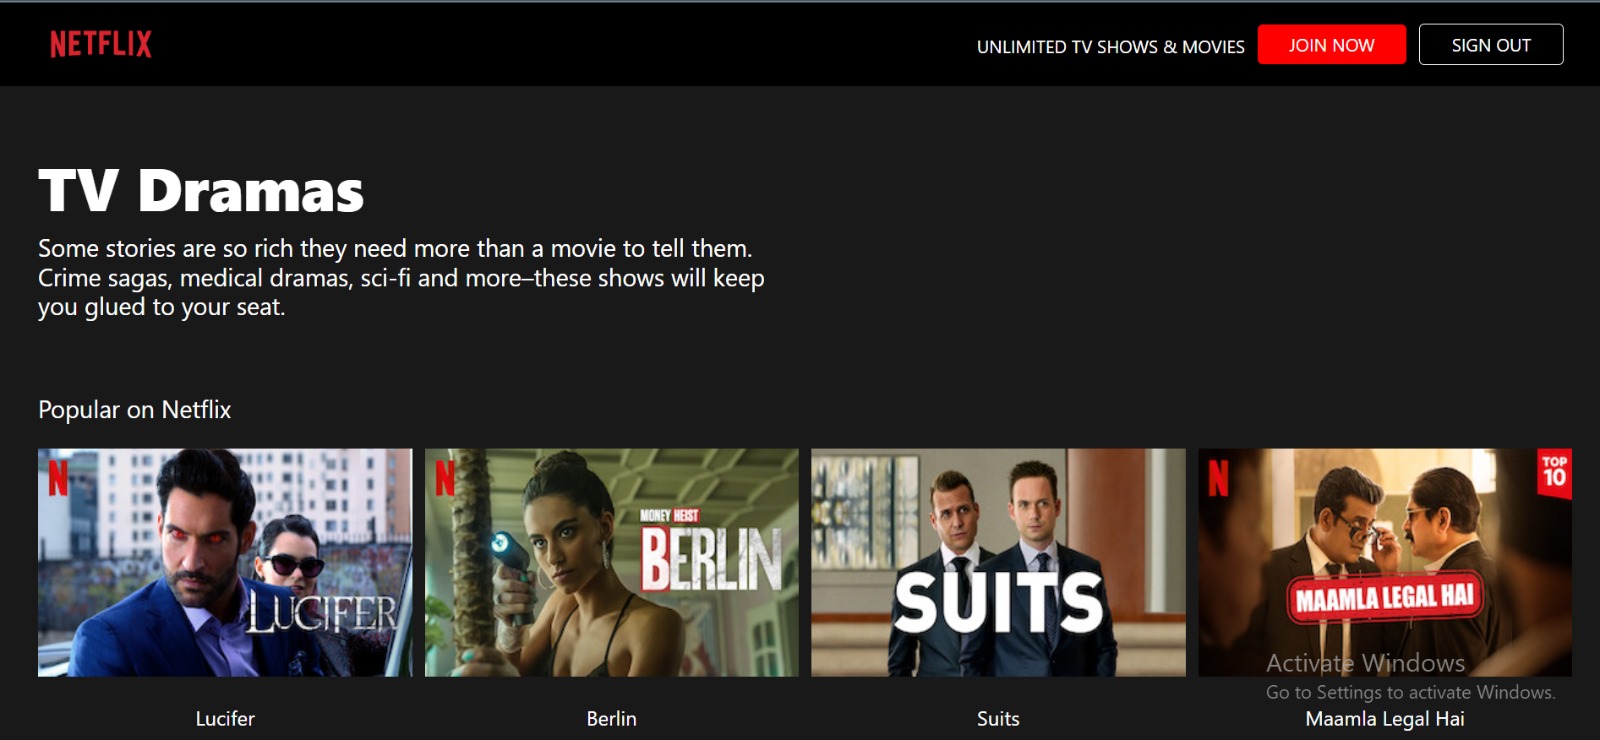 NETFLIX
UNLIMITED TV SHOWS & MOVIES
JOIN NOW
SIGN OUT
TV Dramas
Some stories are so rich they need more than a movie to tell them.
Crime sagas, medical dramas, sci-fi and more–these shows will keep
you glued to your seat.
Popular on Netflix
N
LUCIFER
N
MONEY HEIST
BERLIN
SUITS
N
TOP
10
MAAMLA LEGAL HAI
Activate Windows
Go to Settings to activate Windows.
Lucifer
Berlin
Suits
Maamla Legal Hai